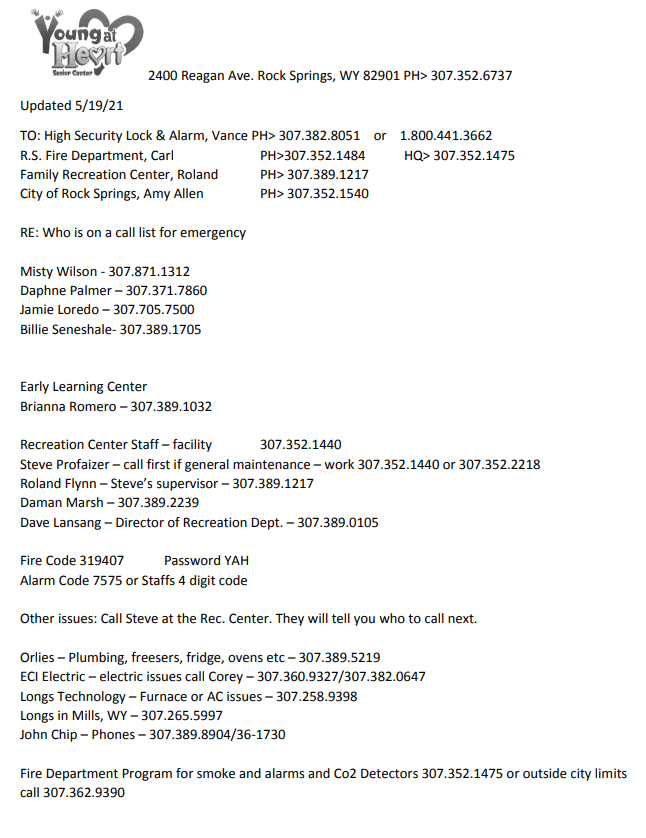 Young at
Heart
Senior Center
2400 Reagan Ave. Rock Springs, WY 82901 PH> 307.352.6737
Updated 5/19/21
TO: High Security Lock & Alarm, Vance PH> 307.382.8051 or 1.800.441.3662
R.S. Fire Department, Carl PH>307.352.1484 HQ> 307.352.1475
Family Recreation Center, Roland PH> 307.389.1217
City of Rock Springs, Amy Allen PH> 307.352.1540
RE: Who is on a call list for emergency
Misty Wilson - 307.871.1312
Daphne Palmer – 307.371.7860
Jamie Loredo – 307.705.7500
Billie Seneshale- 307.389.1705
Early Learning Center
Brianna Romero – 307.389.1032
Recreation Center Staff – facility 307.352.1440
Steve Profaizer – call first if general maintenance – work 307.352.1440 or 307.352.2218
Roland Flynn – Steve’s supervisor – 307.389.1217
Daman Marsh – 307.389.2239
Dave Lansang – Director of Recreation Dept. – 307.389.0105
Fire Code 319407 Password YAH
Alarm Code 7575 or Staffs 4 digit code
Other issues: Call Steve at the Rec. Center. They will tell you who to call next.
Orlies – Plumbing, freesers, fridge, ovens etc – 307.389.5219
ECI Electric – electric issues call Corey – 307.360.9327/307.382.0647
Longs Technology – Furnace or AC issues – 307.258.9398
Longs in Mills, WY – 307.265.5997
John Chip – Phones – 307.389.8904/36-1730
Fire Department Program for smoke and alarms and Co2 Detectors 307.352.1475 or outside city limits
call 307.362.9390